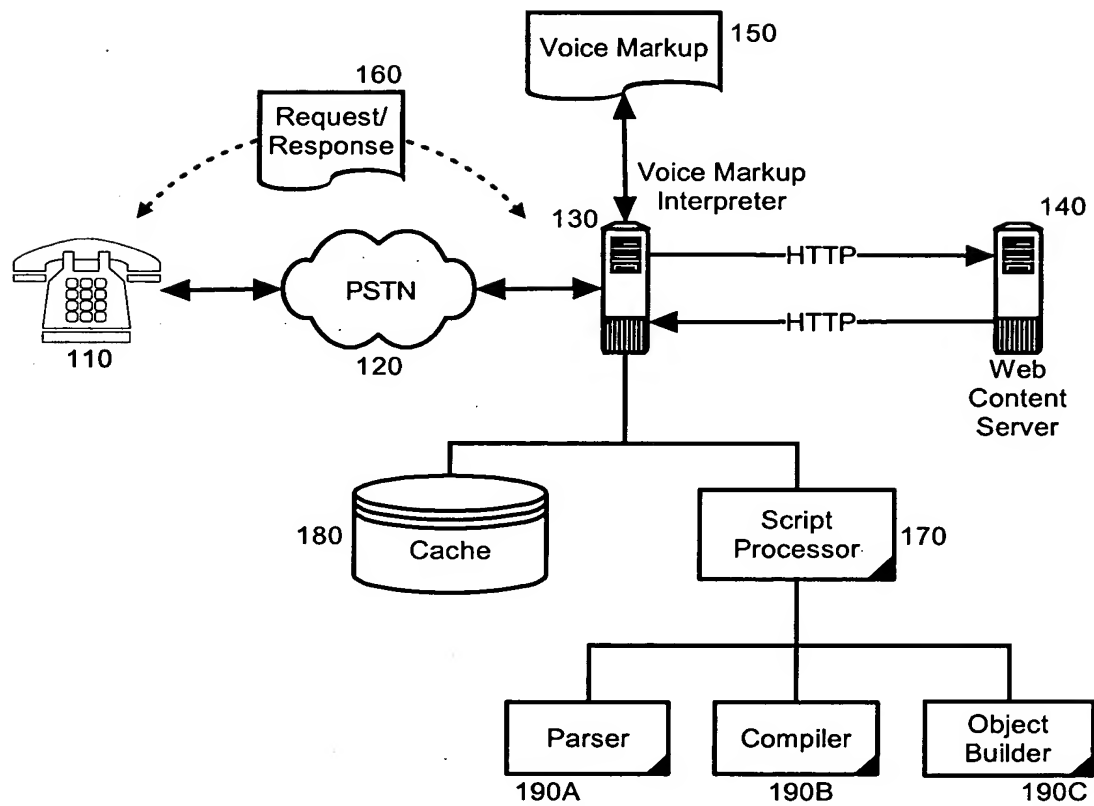 Voice Markup
150
160
Request/
Response
Voice Markup
Interpreter
130
140
HTTP
PSTN
HTTP
110
120
Web
Content
Server
180
Cache
Script
Processor
170
Parser
Compiler
Object
Builder
190A
190B
190C